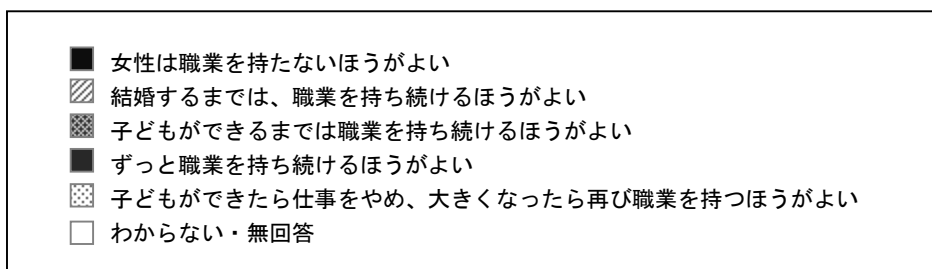 女性は職業を持たないほうがよい
結婚するまでは、職業を持ち続けるほうがよい
子どもができるまでは職業を持ち続けるほうがよい
ずっと職業を持ち続けるほうがよい
子どもができたら仕事をやめ、大きくなったら再び職業を持つほうがよい
わからない・無回答